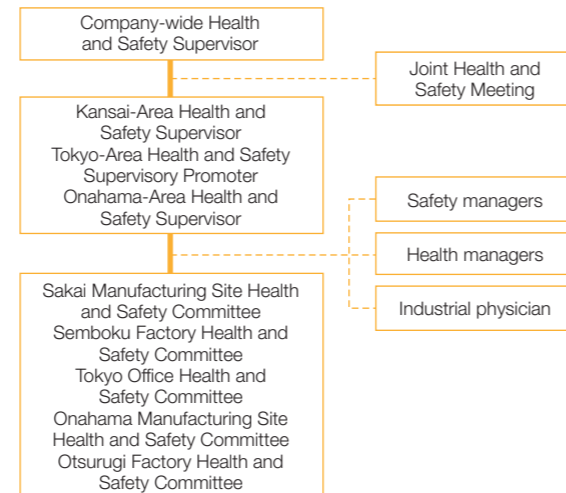 Company-wide Health
and Safety Supervisor
Joint Health and
Safety Meeting
Kansai-Area Health and
Safety Supervisor
Tokyo-Area Health and Safety
Supervisory Promoter
Onahama-Area Health and
Safety Supervisor
Safety managers
Health managers
Industrial physician
Sakai Manufacturing Site Health
and Safety Committee
Semboku Factory Health and
Safety Committee
Tokyo Office Health and
Safety Committee
Onahama Manufacturing Site
Health and Safety Committee
Otsurugi Factory Health and
Safety Committee